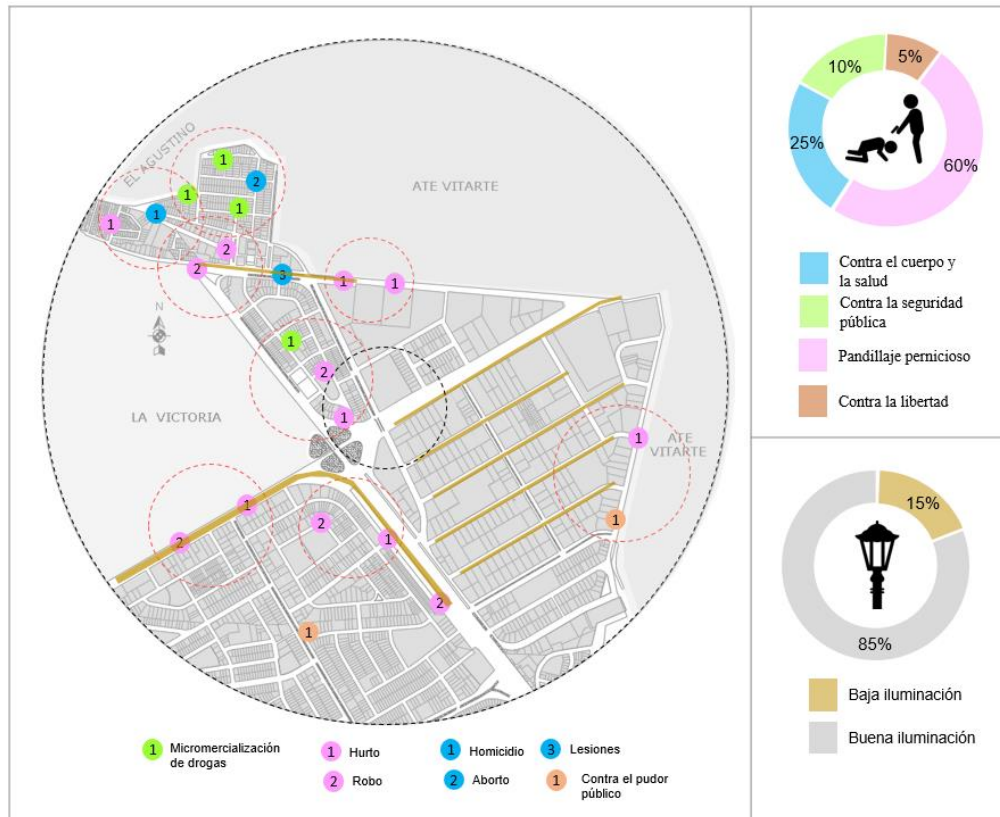 EL AGUSTINO
ATE VITARTE
1
2
1
1
1
1
2
2
3
1
1
N
1
2
LA VICTORIA
1
ATE
VITARTE
1
1
2
2
1
1
2
1
1 Micromercialización
de drogas
1 Hurto
2 Robo
1 Homicidio
2 Aborto
3 Lesiones
1 Contra el pudor
público
10%
5%
25%
60%
Contra el cuerpo y
la salud
Contra la seguridad
pública
Pandillaje pernicioso
Contra la libertad
15%
85%
Baja iluminación
Buena iluminación